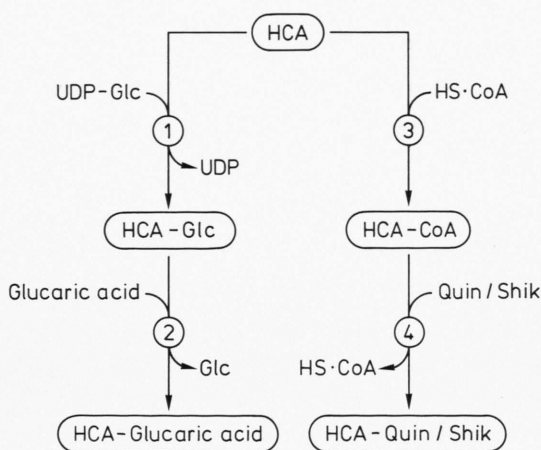 HCA
UDP-Glc
HS·CoA
1
3
UDP
HCA-Glc
HCA-CoA
Glucaric acid
Quin/Shik
2
4
Glc
HS·CoA
HCA-Glucaric acid
HCA-Quin/Shik